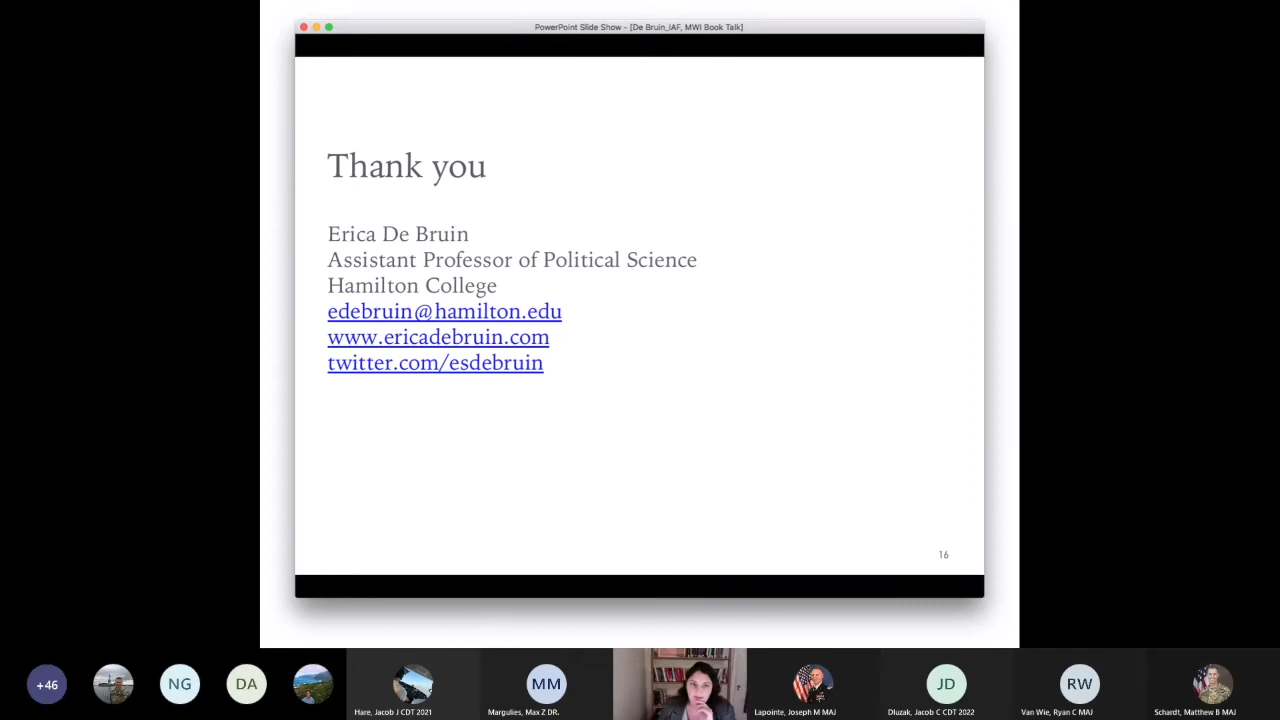 PowerPoint Slide Show - [De Bruin_IAF, MWI Book Talk]
Thank you
Erica De Bruin
Assistant Professor of Political Science
Hamilton College
edebruin@hamilton.edu
www.ericadebruin.com
twitter.com/esdebruin
16
+46
NG
DA
MM
JD
RW
Hare, Jacob J CDT 2021
Margulies, Max Z DR.
Lapointe, Joseph M MAJ
Dluzak, Jacob C CDT 2022
Van Wie, Ryan C MAJ
Schardt, Matthew B MAJ